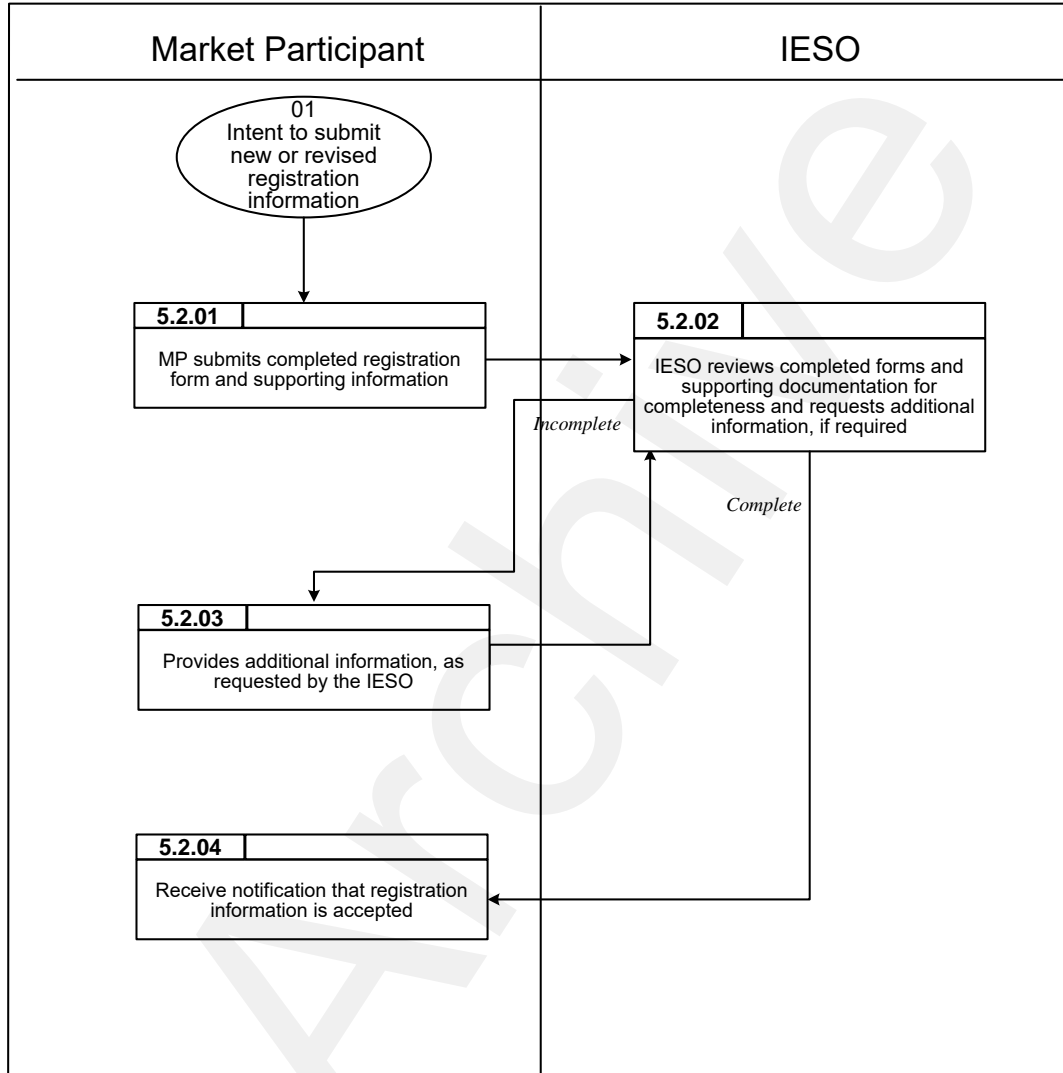 Market Participant
IESO
01
Intent to submit
new or revised
registration
information
5.2.01
MP submits completed registration
form and supporting information
5.2.02
IESO reviews completed forms and
supporting documentation for
completeness and requests additional
information, if required
Incomplete
Complete
5.2.03
Provides additional information, as
requested by the IESO
5.2.04
Receive notification that registration
information is accepted
Archive